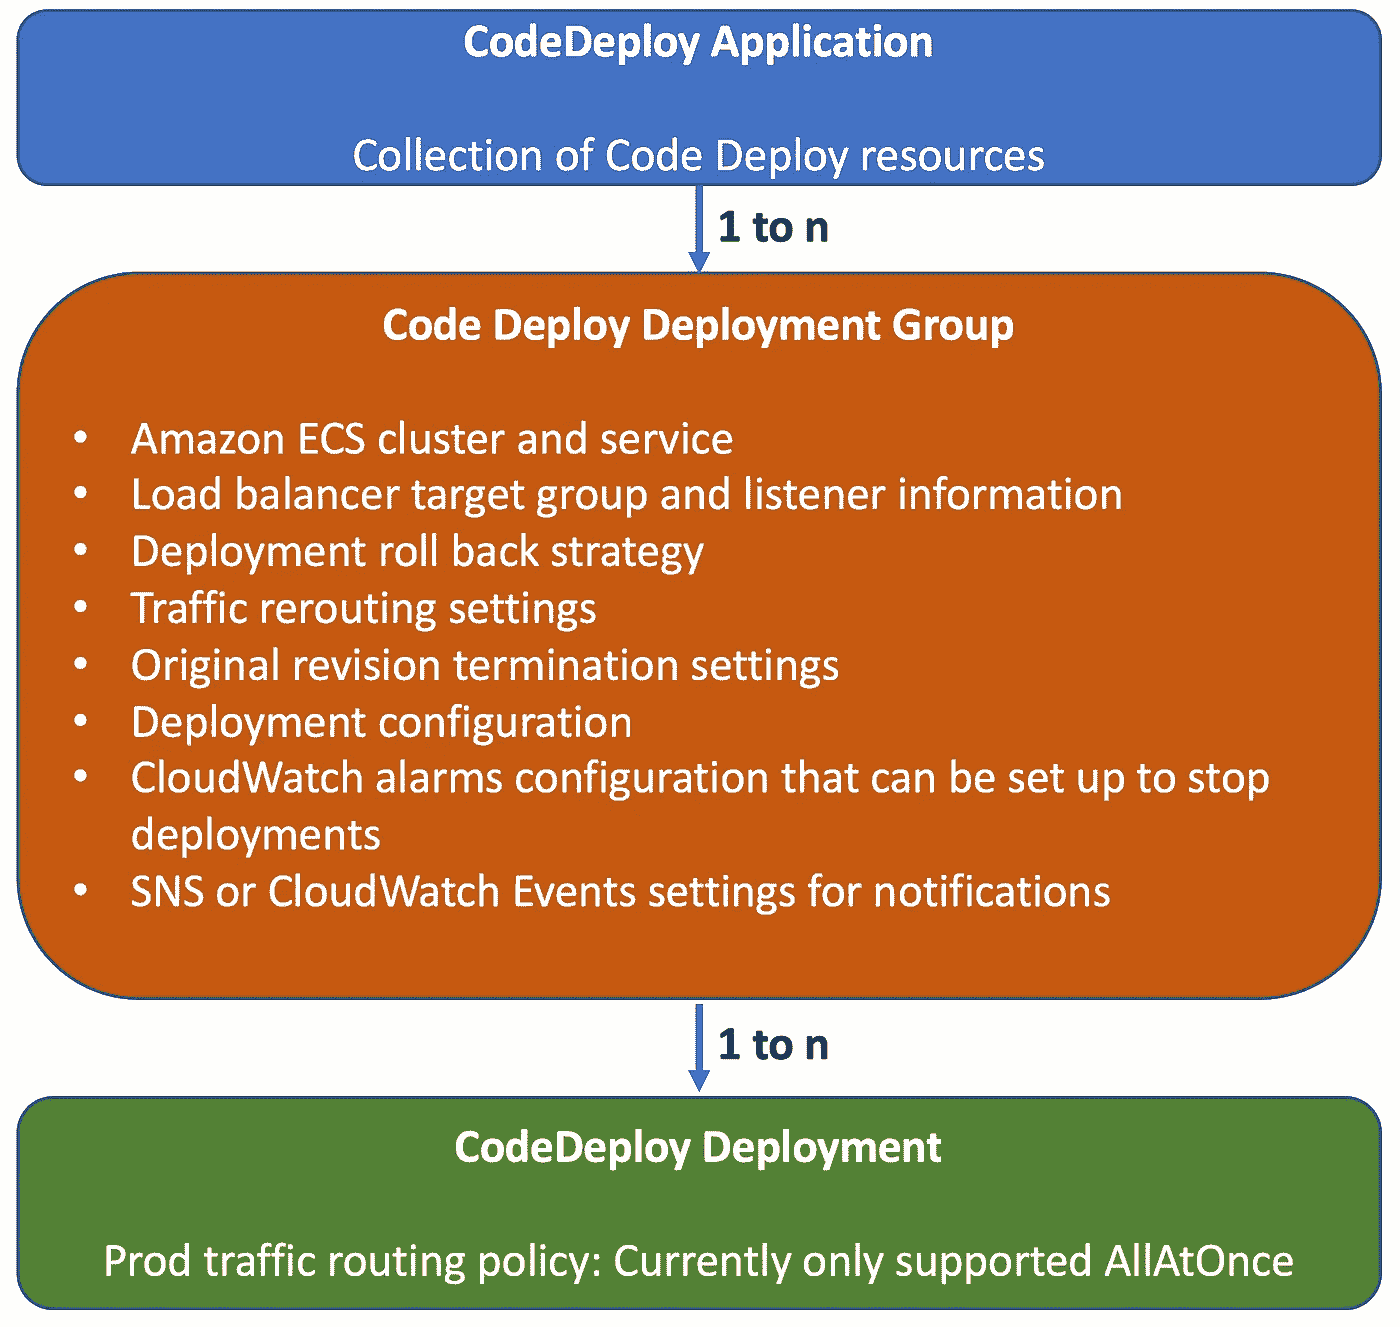 CodeDeploy Application
Collection of Code Deploy resources
1 to n
Code Deploy Deployment Group
• Amazon ECS cluster and service
• Load balancer target group and listener information
• Deployment roll back strategy
• Traffic rerouting settings
• Original revision termination settings
• Deployment configuration
• CloudWatch alarms configuration that can be set up to stop
deployments
• SNS or CloudWatch Events settings for notifications
1 to n
CodeDeploy Deployment
Prod traffic routing policy: Currently only supported AllAtOnce